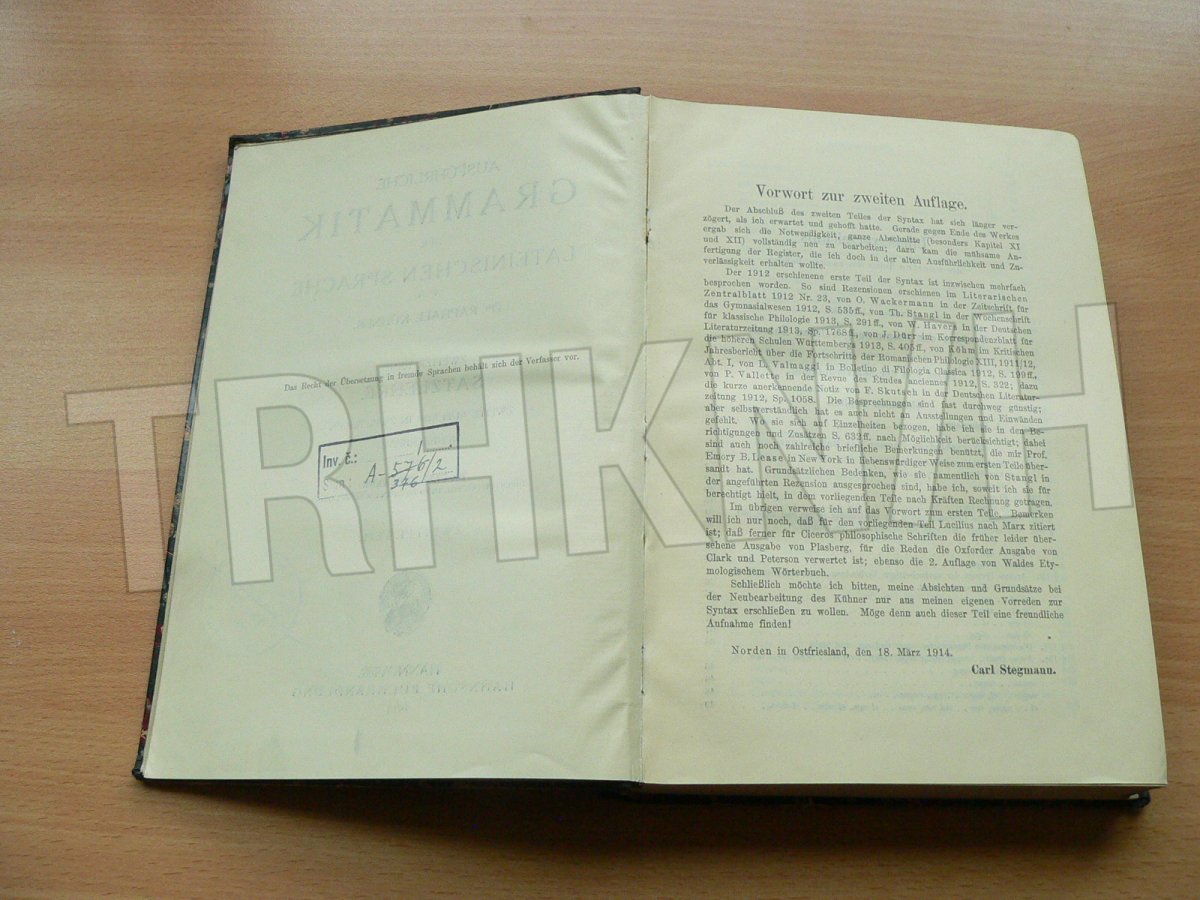 Das Recht der Übersetzung in fremde Sprachen behält sich der Verfasser vor.
Inv. č.:
A-576/2
346
Vorwort zur zweiten Auflage.
Der Abschluß des zweiten Teiles der Syntax hat sich länger ver-
zögert, als ich erwartet und gehofft hatte. Gerade gegen Ende des Werkes
ergab sich die Notwendigkeit, ganze Abschnitte (besonders Kapitel XI
und XII) vollständig neu zu bearbeiten; dazu kam die mühsame An-
fertigung der Register, die ich doch in der alten Ausführlichkeit und Zu-
verlässigkeit erhalten wollte.
Der 1912 erschienene erste Teil der Syntax ist inzwischen mehrfach
besprochen worden. So sind Rezensionen erschienen im Literarischen
Zentralblatt 1912 Nr. 23, von O. Wackermann in der Zeitschrift für
das Gymnasialwesen 1912, S. 535ff., von Th. Stangl in der Wochenschrift
für klassische Philologie 1913, S. 291ff., von W. Havers in der Deutschen
Literaturzeitung 1913, Sp. 1768ff., von J. Dürr im Korrespondenzblatt für
die höheren Schulen Württembergs 1913, S. 405ff., von Köhm im Kritischen
Jahresbericht über die Fortschritte der Romanischen Philologie XIII, 1911/12,
Abt. I, von L. Valmaggi in Bolletino di Filologia Classica 1912, S. 199ff.,
von P. Vallette in der Revue des Études anciennes 1912, S. 322; dazu
die kurze anerkennende Notiz von F. Skutsch in der Deutschen Literatur-
zeitung 1912, Sp. 1058. Die Besprechungen sind fast durchweg günstig;
aber selbstverständlich hat es auch nicht an Ausstellungen und Einwänden
gefehlt. Wo sie sich auf Einzelheiten bezogen, habe ich sie in den Be-
richtigungen und Zusätzen S. 632ff. nach Möglichkeit berücksichtigt; dabei
sind auch noch zahlreiche briefliche Bemerkungen benützt, die mir Prof.
Emory B. Lease in New York in liebenswürdiger Weise zum ersten Teile über-
sandt hat. Grundsätzlichen Bedenken, wie sie namentlich von Stangl in
der angeführten Rezension ausgesprochen sind, habe ich, soweit ich sie für
berechtigt hielt, in dem vorliegenden Teile nach Kräften Rechnung getragen.
Im übrigen verweise ich auf das Vorwort zum ersten Teile. Bemerken
will ich nur noch, daß für den vorliegenden Teil Lucilius nach Marx zitiert
ist; daß ferner für Ciceros philosophische Schriften die früher leider über-
sehene Ausgabe von Plasberg, für die Reden die Oxforder Ausgabe von
Clark und Peterson verwertet ist; ebenso die 2. Auflage von Waldes Ety-
mologischem Wörterbuch.
Schließlich möchte ich bitten, meine Absichten und Grundsätze bei
der Neubearbeitung des Kühner nur aus meinen eigenen Vorreden zur
Syntax erschließen zu wollen. Möge denn auch dieser Teil eine freundliche
Aufnahme finden!
Norden in Ostfriesland, den 18. März 1914.
Carl Stegmann.
TRHKNIH